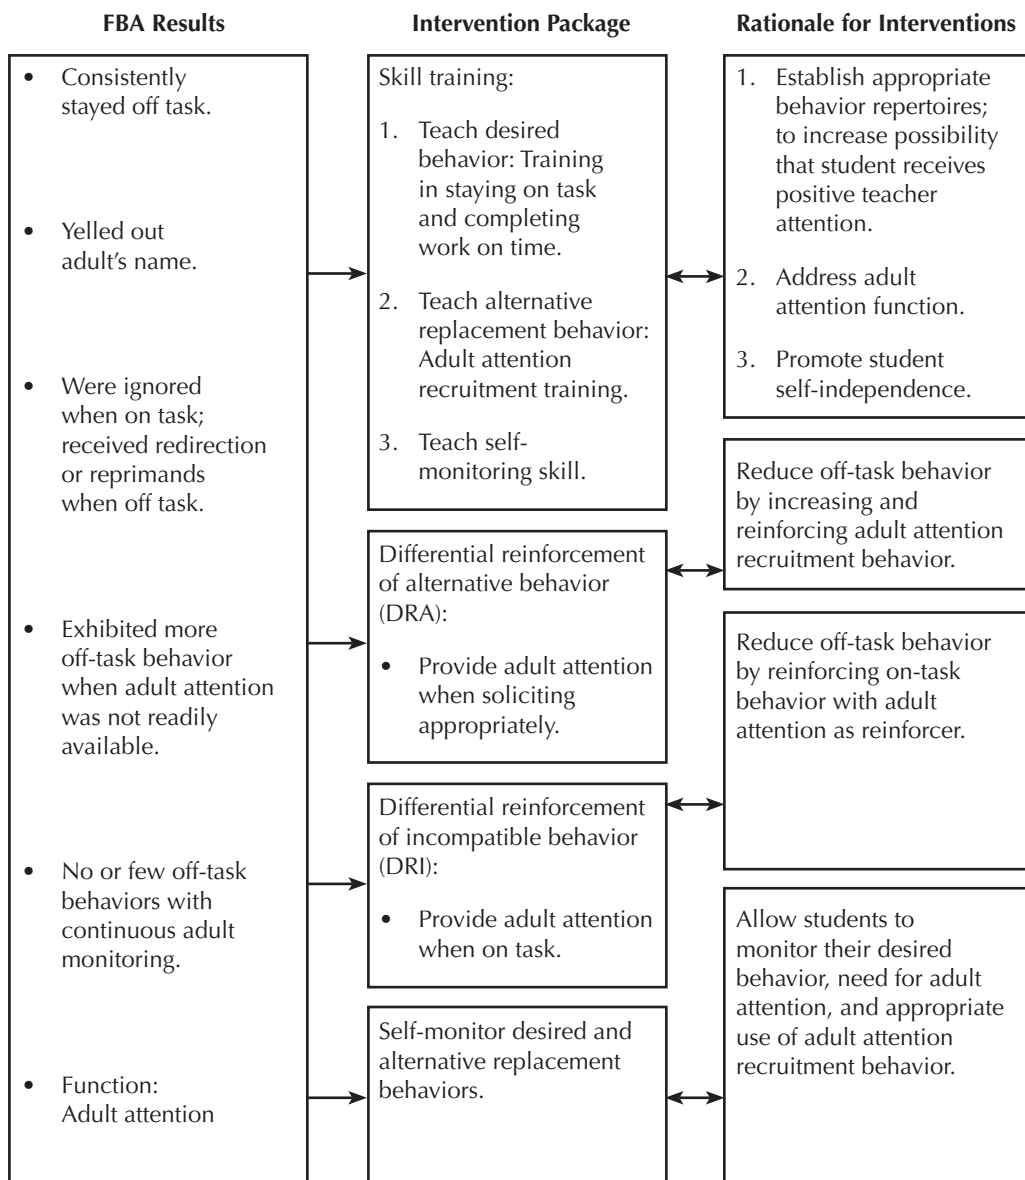 FBA Results
• Consistently
stayed off task.
• Yelled out
adult's name.
• Were ignored
when on task;
received redirection
or reprimands
when off task.
• Exhibited more
off-task behavior
when adult attention
was not readily
available.
• No or few off-task
behaviors with
continuous adult
monitoring.
• Function:
Adult attention
Intervention Package
Skill training:
1. Teach desired
behavior: Training
in staying on task
and completing
work on time.
2. Teach alternative
replacement behavior:
Adult attention
recruitment training.
3. Teach self-
monitoring skill.
Differential reinforcement
of alternative behavior
(DRA):
• Provide adult attention
when soliciting
appropriately.
Differential reinforcement
of incompatible behavior
(DRI):
• Provide adult attention
when on task.
Self-monitor desired and
alternative replacement
behaviors.
Rationale for Interventions
1. Establish appropriate
behavior repertoires;
to increase possibility
that student receives
positive teacher
attention.
2. Address adult
attention function.
3. Promote student
self-independence.
Reduce off-task behavior
by increasing and
reinforcing adult attention
recruitment behavior.
Reduce off-task behavior
by reinforcing on-task
behavior with adult
attention as reinforcer.
Allow students to
monitor their desired
behavior, need for adult
attention, and appropriate
use of adult attention
recruitment behavior.